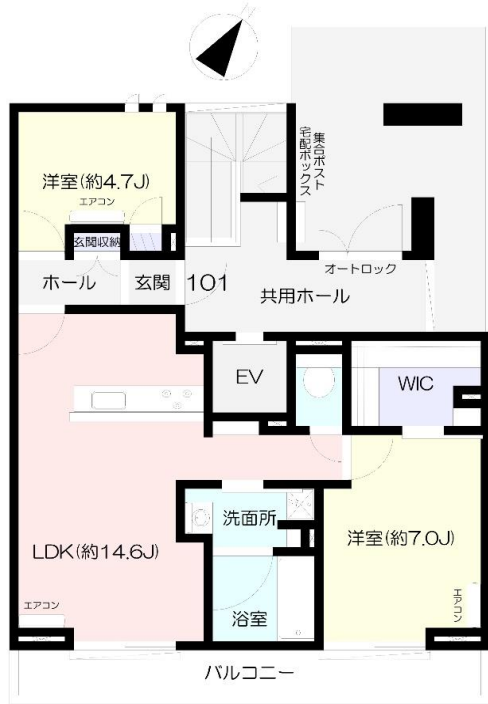 集合ポスト
宅配ボックス
洋室(約4.7J)
エアコン
玄関収納
オートロック
ホール
玄関
101
共用ホール
EV
WIC
洗面所
洋室(約7.0J)
LDK(約14.6J)
エアコン
エアコン
浴室
バルコニー